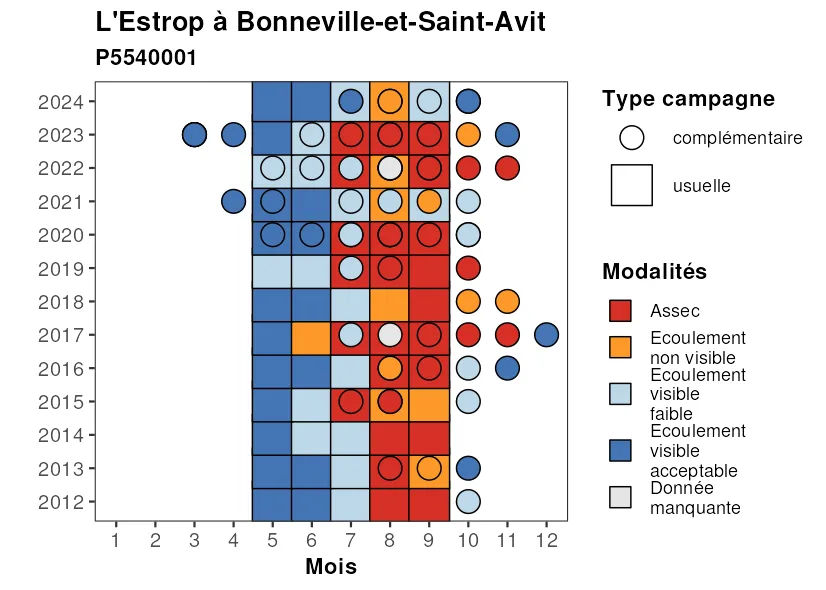 L'Estrop à Bonneville-et-Saint-Avit
P5540001
2024
2023
2022
2021
2020
2019
2018
2017
2016
2015
2014
2013
2012
1 2 3 4 5 6 7 8 9 10 11 12
Mois
Type campagne
complémentaire
usuelle
Modalités
Assec
Ecoulement
non visible
Ecoulement
visible
faible
Ecoulement
visible
acceptable
Donnée
manquante